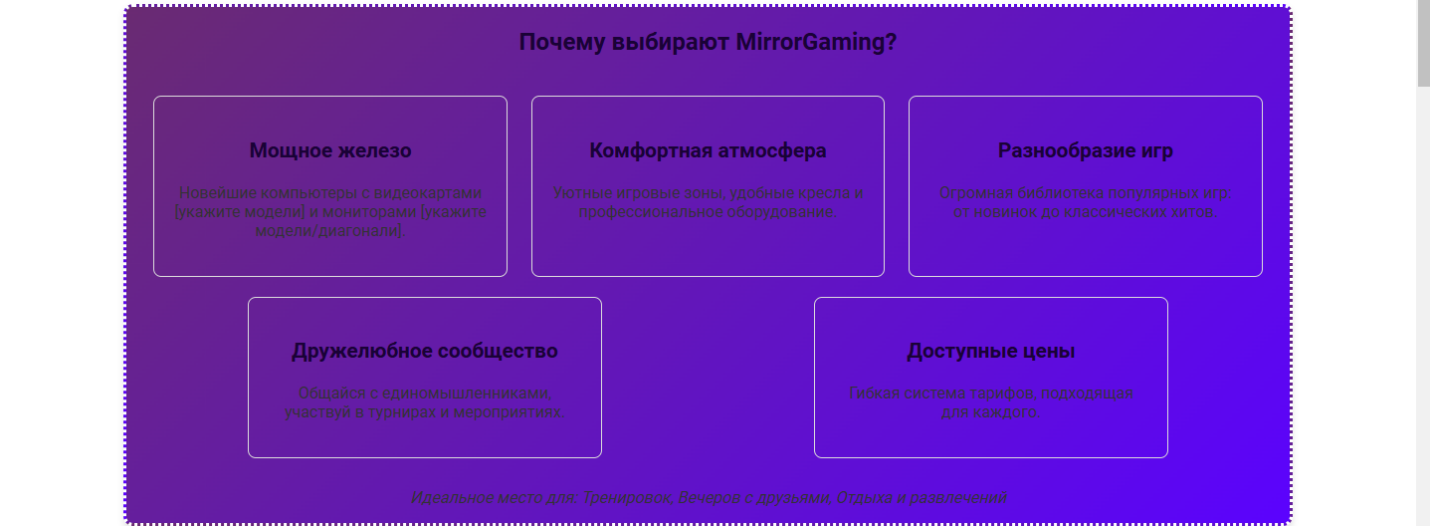 Почему выбирают MirrorGaming?
Мощное железо
Новейшие компьютеры с видеокартами
[укажите модели] и мониторами [укажите
модели/диагонали].
Комфортная атмосфера
Уютные игровые зоны, удобные кресла и
профессиональное оборудование.
Разнообразие игр
Огромная библиотека популярных игр:
от новинок до классических хитов.
Дружелюбное сообщество
Общайся с единомышленниками,
участвуй в турнирах и мероприятиях.
Доступные цены
Гибкая система тарифов, подходящая
для каждого.
Идеальное место для: Тренировок, Вечеров с друзьями, Отдыха и развлечений